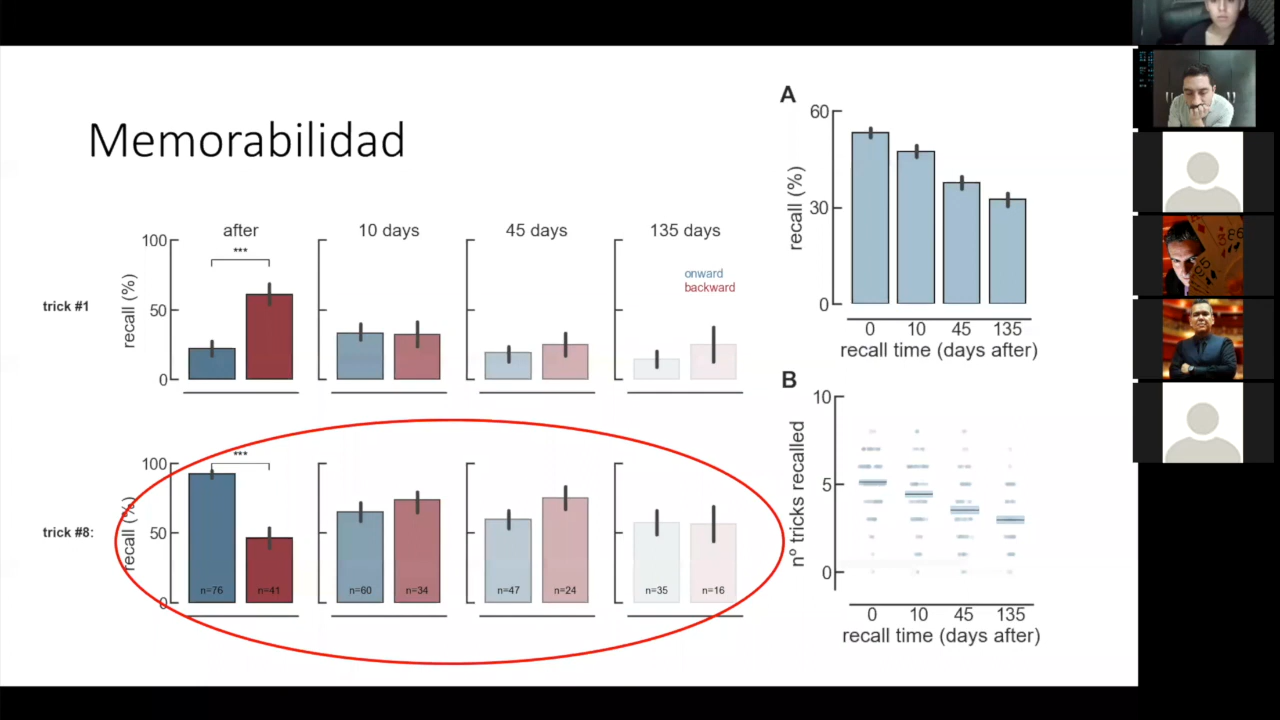 Memorabilidad
after
10 days
45 days
135 days
trick #1
recall (%)
100
50
0
***
onward
backward
trick #8:
recall (%)
100
50
0
***
n=76
n=41
n=60
n=34
n=47
n=24
n=35
n=16
A
recall (%)
60
30
0
0 10 45 135
recall time (days after)
B
nº tricks recalled
10
5
0
0 10 45 135
recall time (days after)